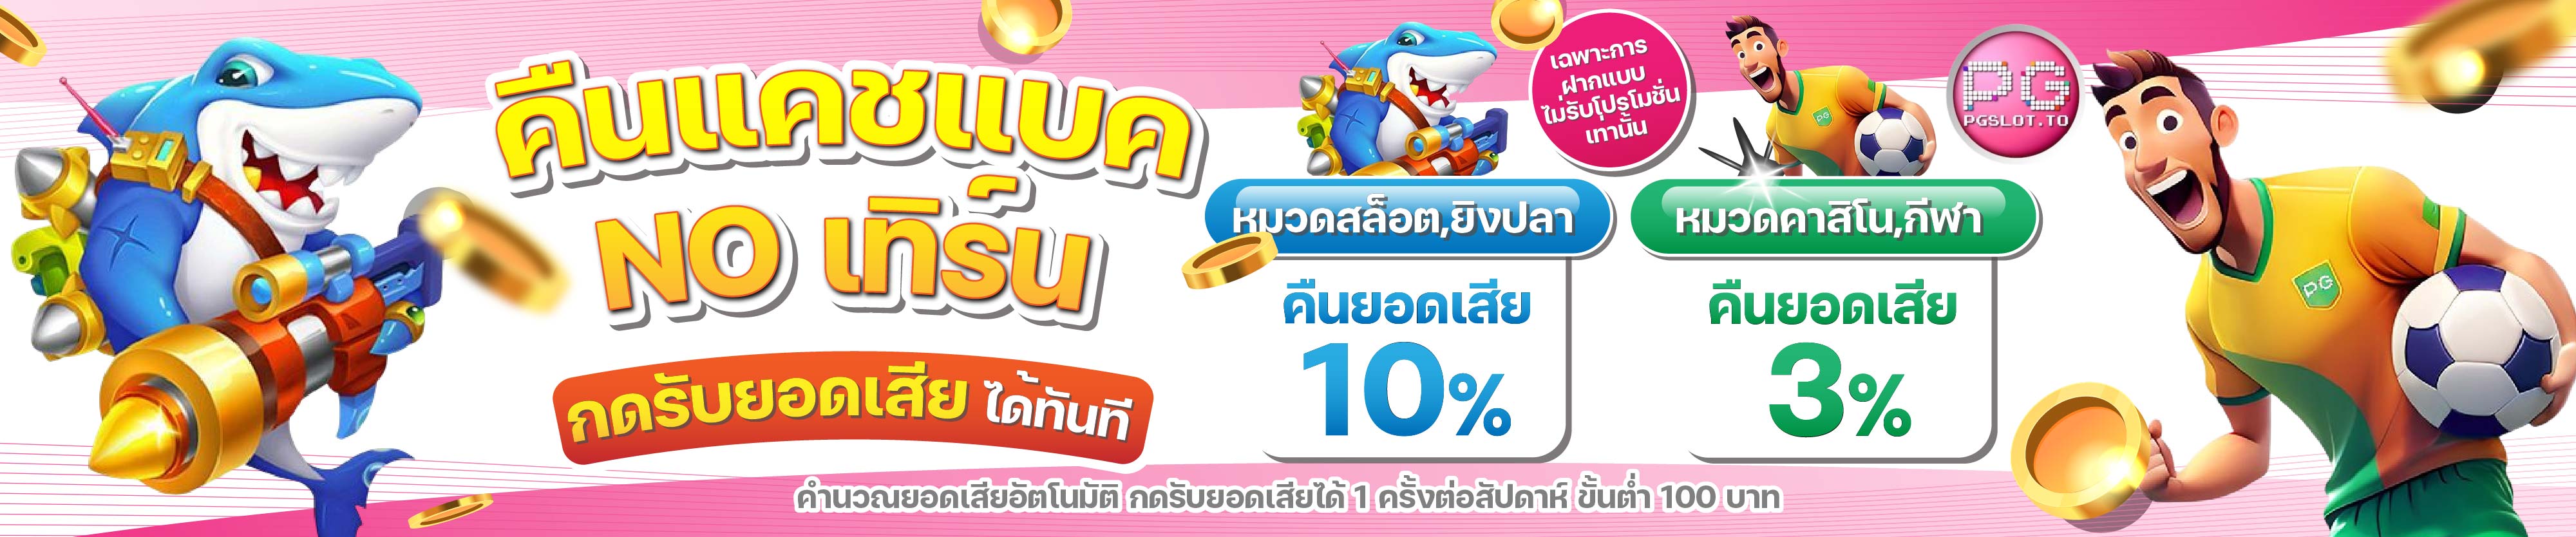 คืนแคชแบค
NO เทิร์น
กดรับยอดเสีย ได้ทันที
เฉพาะการ
ฝากแบบ
ไม่รับโปรโมชั่น
เทานั้น
PG
PGSLOT.TO
หมวดสล็อต,ยิงปลา
คืนยอดเสีย
10%
หมวดคาสิโน,กีฬา
คืนยอดเสีย
3%
PG
คำนวณยอดเสียอัตโนมัติ กดรับยอดเสียได้ 1 ครั้งต่อสัปดาห์ ขั้นต่ำ 100 บาท